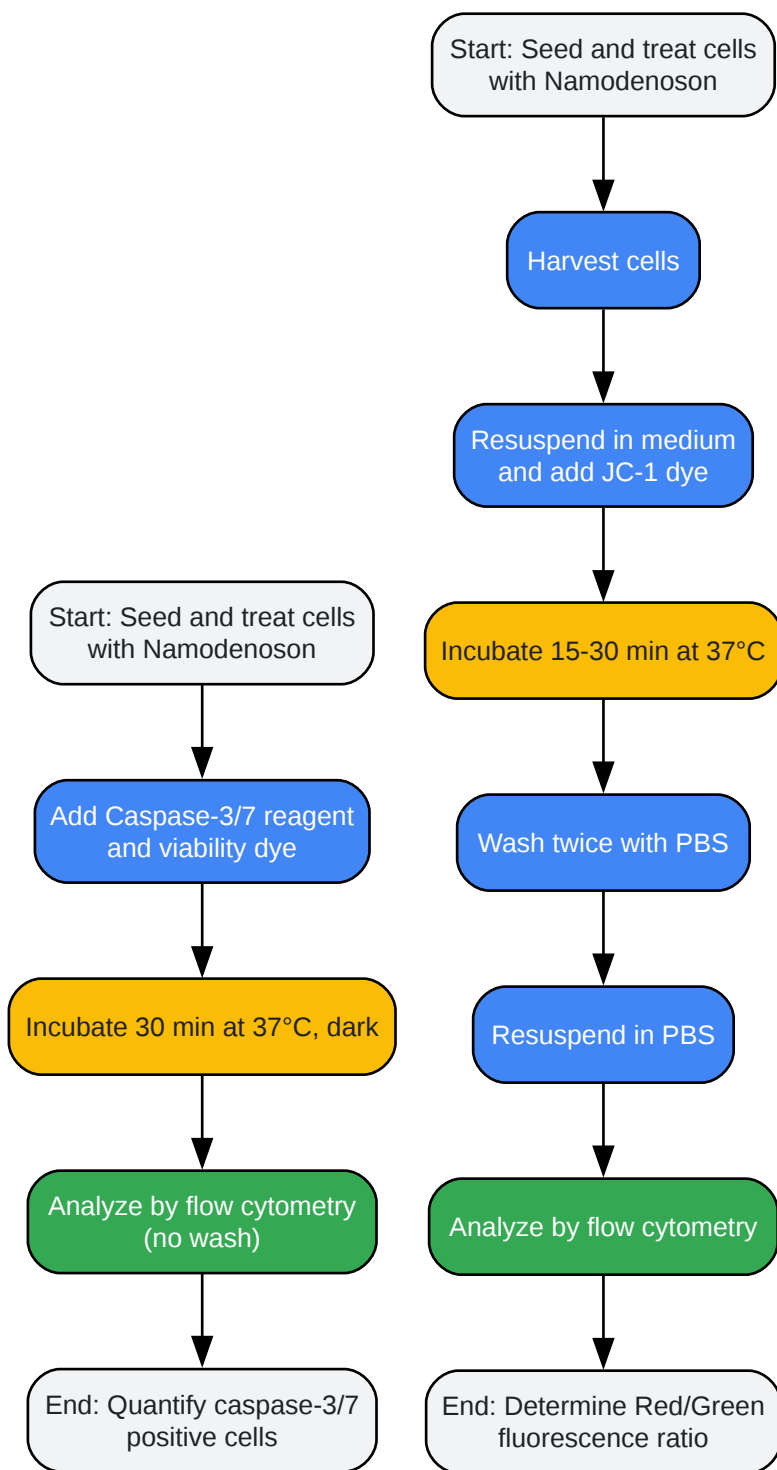 Start: Seed and treat cells
with Namodenoson
Add Caspase-3/7 reagent
and viability dye
Incubate 30 min at 37°C, dark
Analyze by flow cytometry
(no wash)
End: Quantify caspase-3/7
positive cells
Start: Seed and treat cells
with Namodenoson
Harvest cells
Resuspend in medium
and add JC-1 dye
Incubate 15-30 min at 37°C
Wash twice with PBS
Resuspend in PBS
Analyze by flow cytometry
End: Determine Red/Green
fluorescence ratio